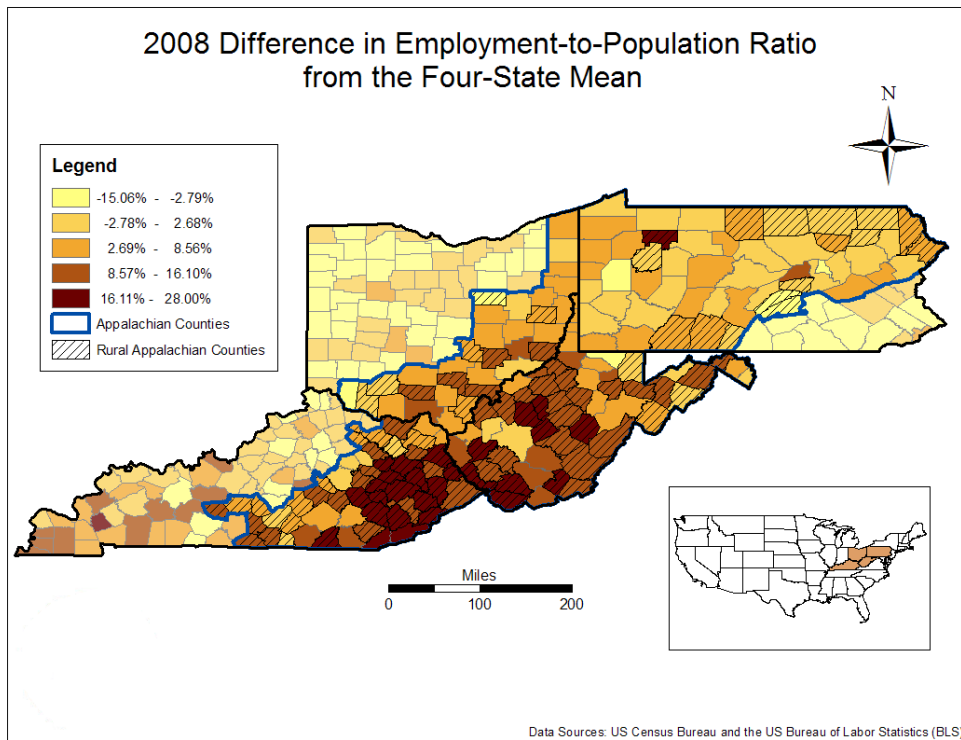 2008 Difference in Employment-to-Population Ratio
from the Four-State Mean
N
Legend
-15.06% - -2.79%
-2.78% - 2.68%
2.69% - 8.56%
8.57% - 16.10%
16.11% - 28.00%
Appalachian Counties
Rural Appalachian Counties
Miles
0 100 200
Data Sources: US Census Bureau and the US Bureau of Labor Statistics (BLS)